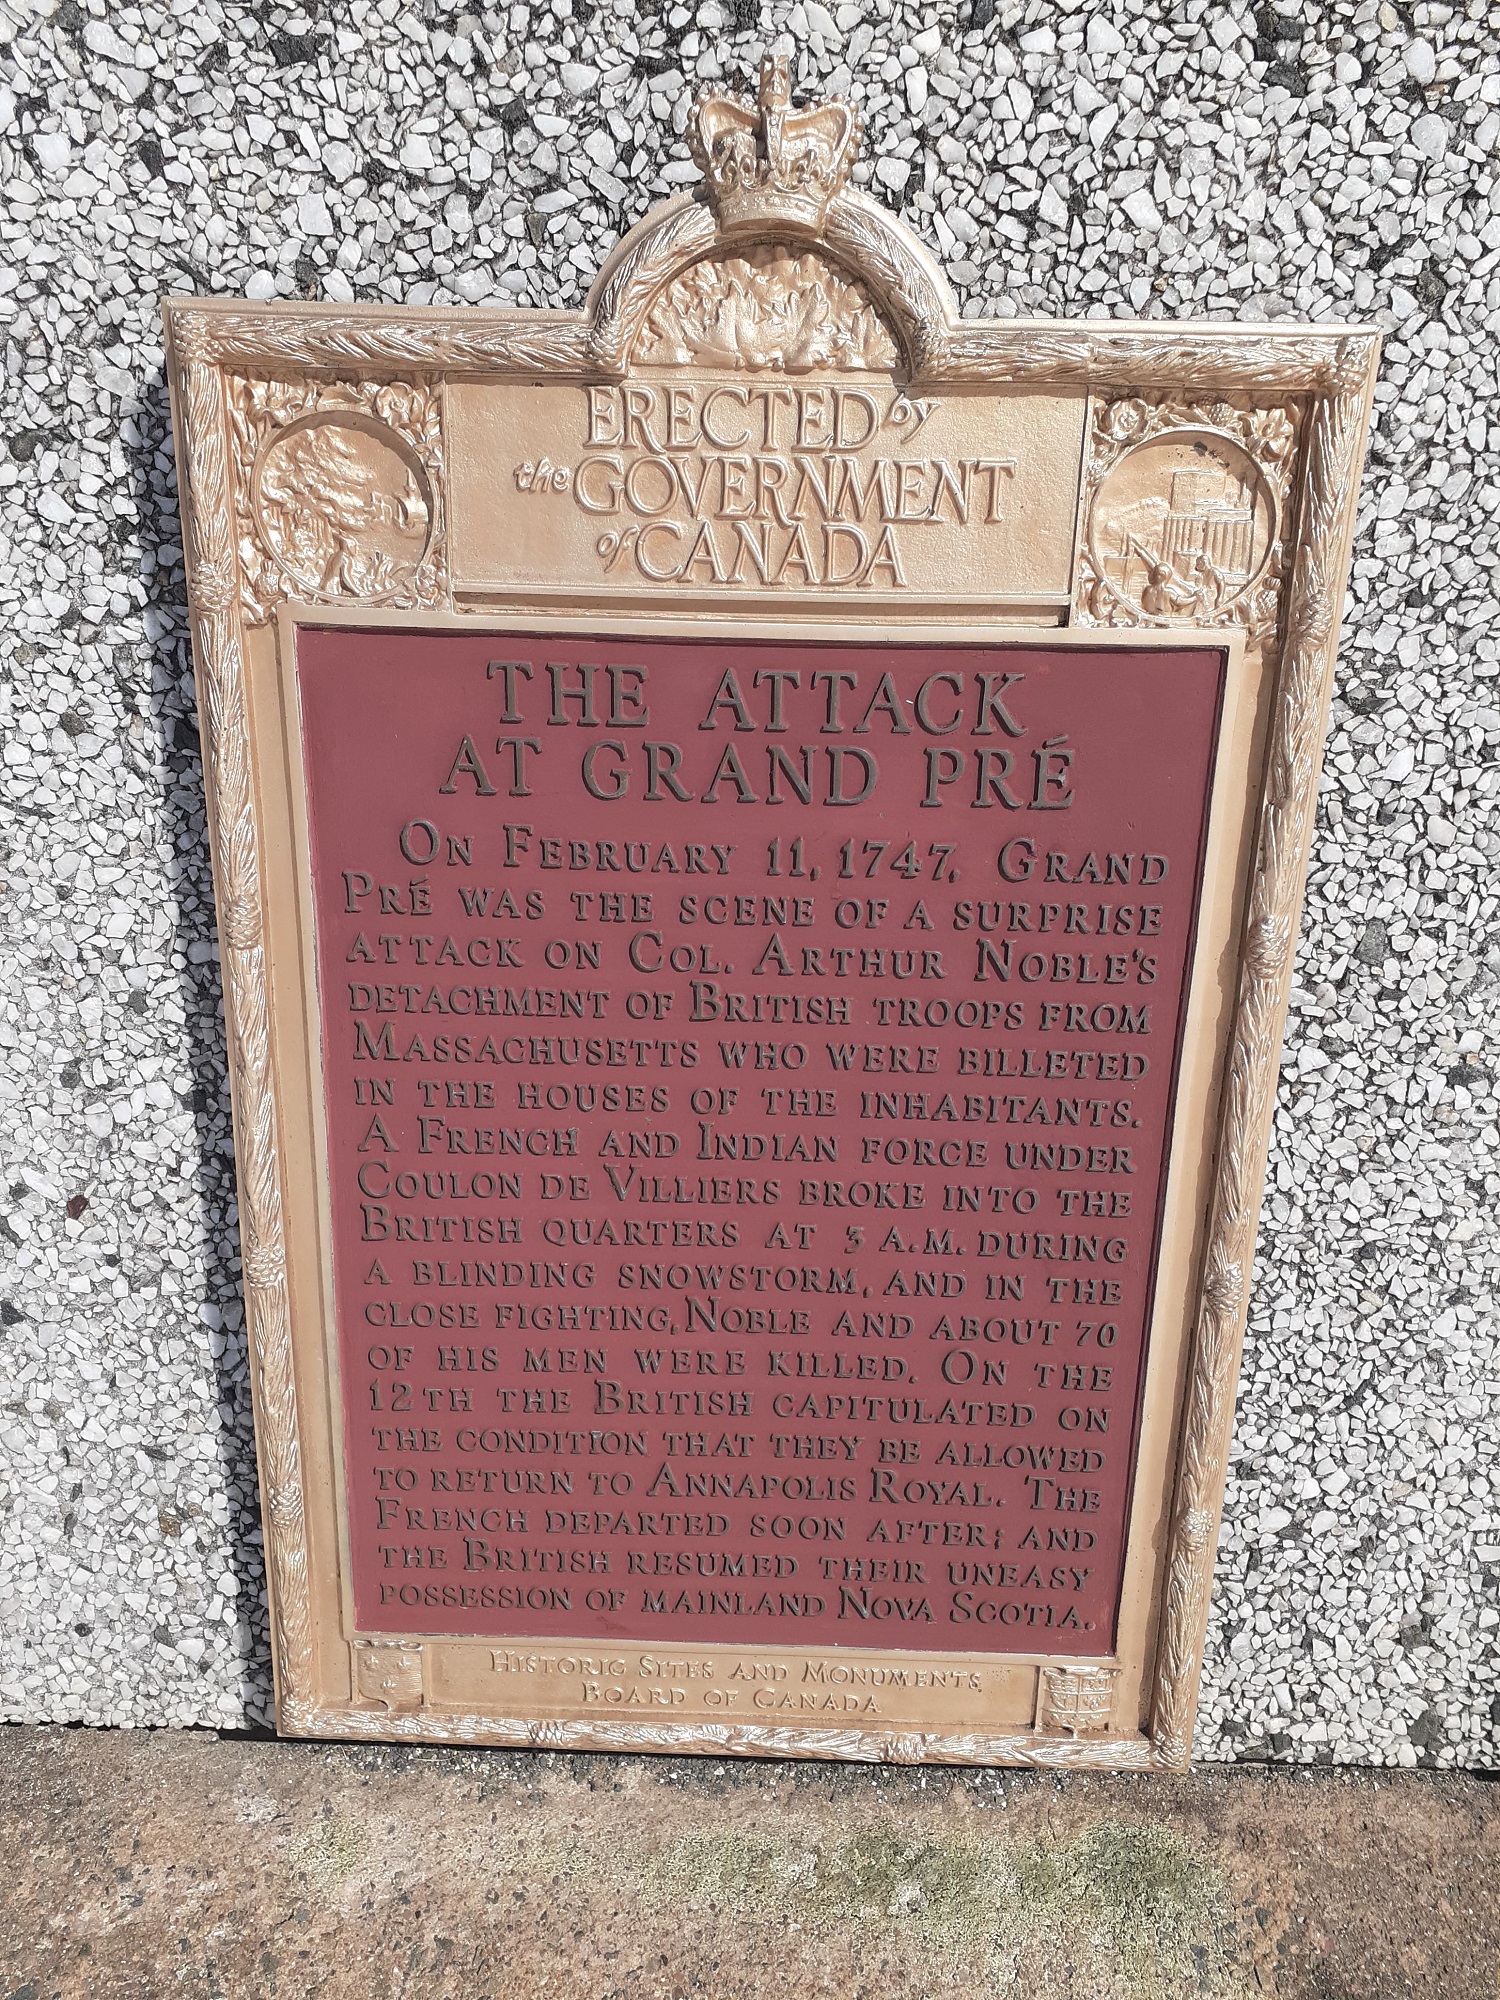 ERECTED by
the GOVERNMENT
of CANADA
THE ATTACK
AT GRAND PRÉ
ON FEBRUARY 11, 1747, GRAND
PRÉ WAS THE SCENE OF A SURPRISE
ATTACK ON COL. ARTHUR NOBLE'S
DETACHMENT OF BRITISH TROOPS FROM
MASSACHUSETTS WHO WERE BILLETED
IN THE HOUSES OF THE INHABITANTS.
A FRENCH AND INDIAN FORCE UNDER
COULON DE VILLIERS BROKE INTO THE
BRITISH QUARTERS AT 3 A.M. DURING
A BLINDING SNOWSTORM, AND IN THE
CLOSE FIGHTING, NOBLE AND ABOUT 70
OF HIS MEN WERE KILLED. ON THE
12TH THE BRITISH CAPITULATED ON
THE CONDITION THAT THEY BE ALLOWED
TO RETURN TO ANNAPOLIS ROYAL. THE
FRENCH DEPARTED SOON AFTER; AND
THE BRITISH RESUMED THEIR UNEASY
POSSESSION OF MAINLAND NOVA SCOTIA.
HISTORIC SITES AND MONUMENTS
BOARD OF CANADA